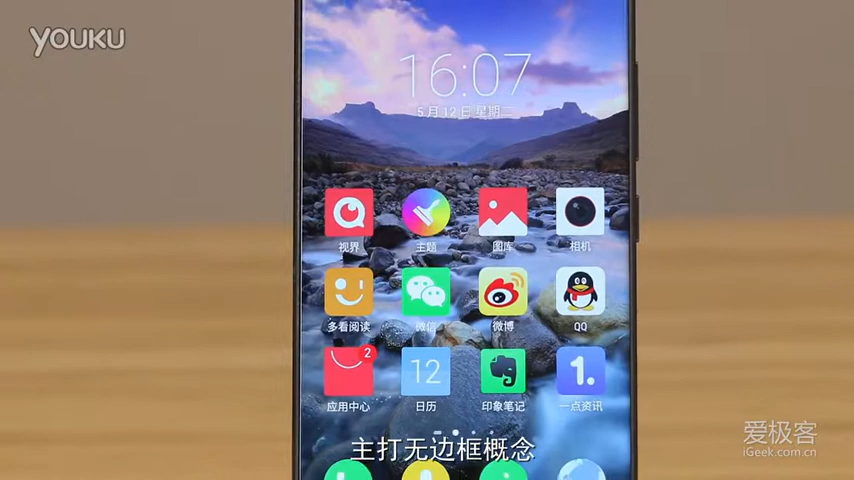 YOUKU
16:07
5月12日 星期二
视界
主题
图库
相机
多看阅读
微信
微博
QQ
2
12
1.
应用中心
日历
印象笔记
一点资讯
主打无边框概念
爱极客
iGeek.com.cn